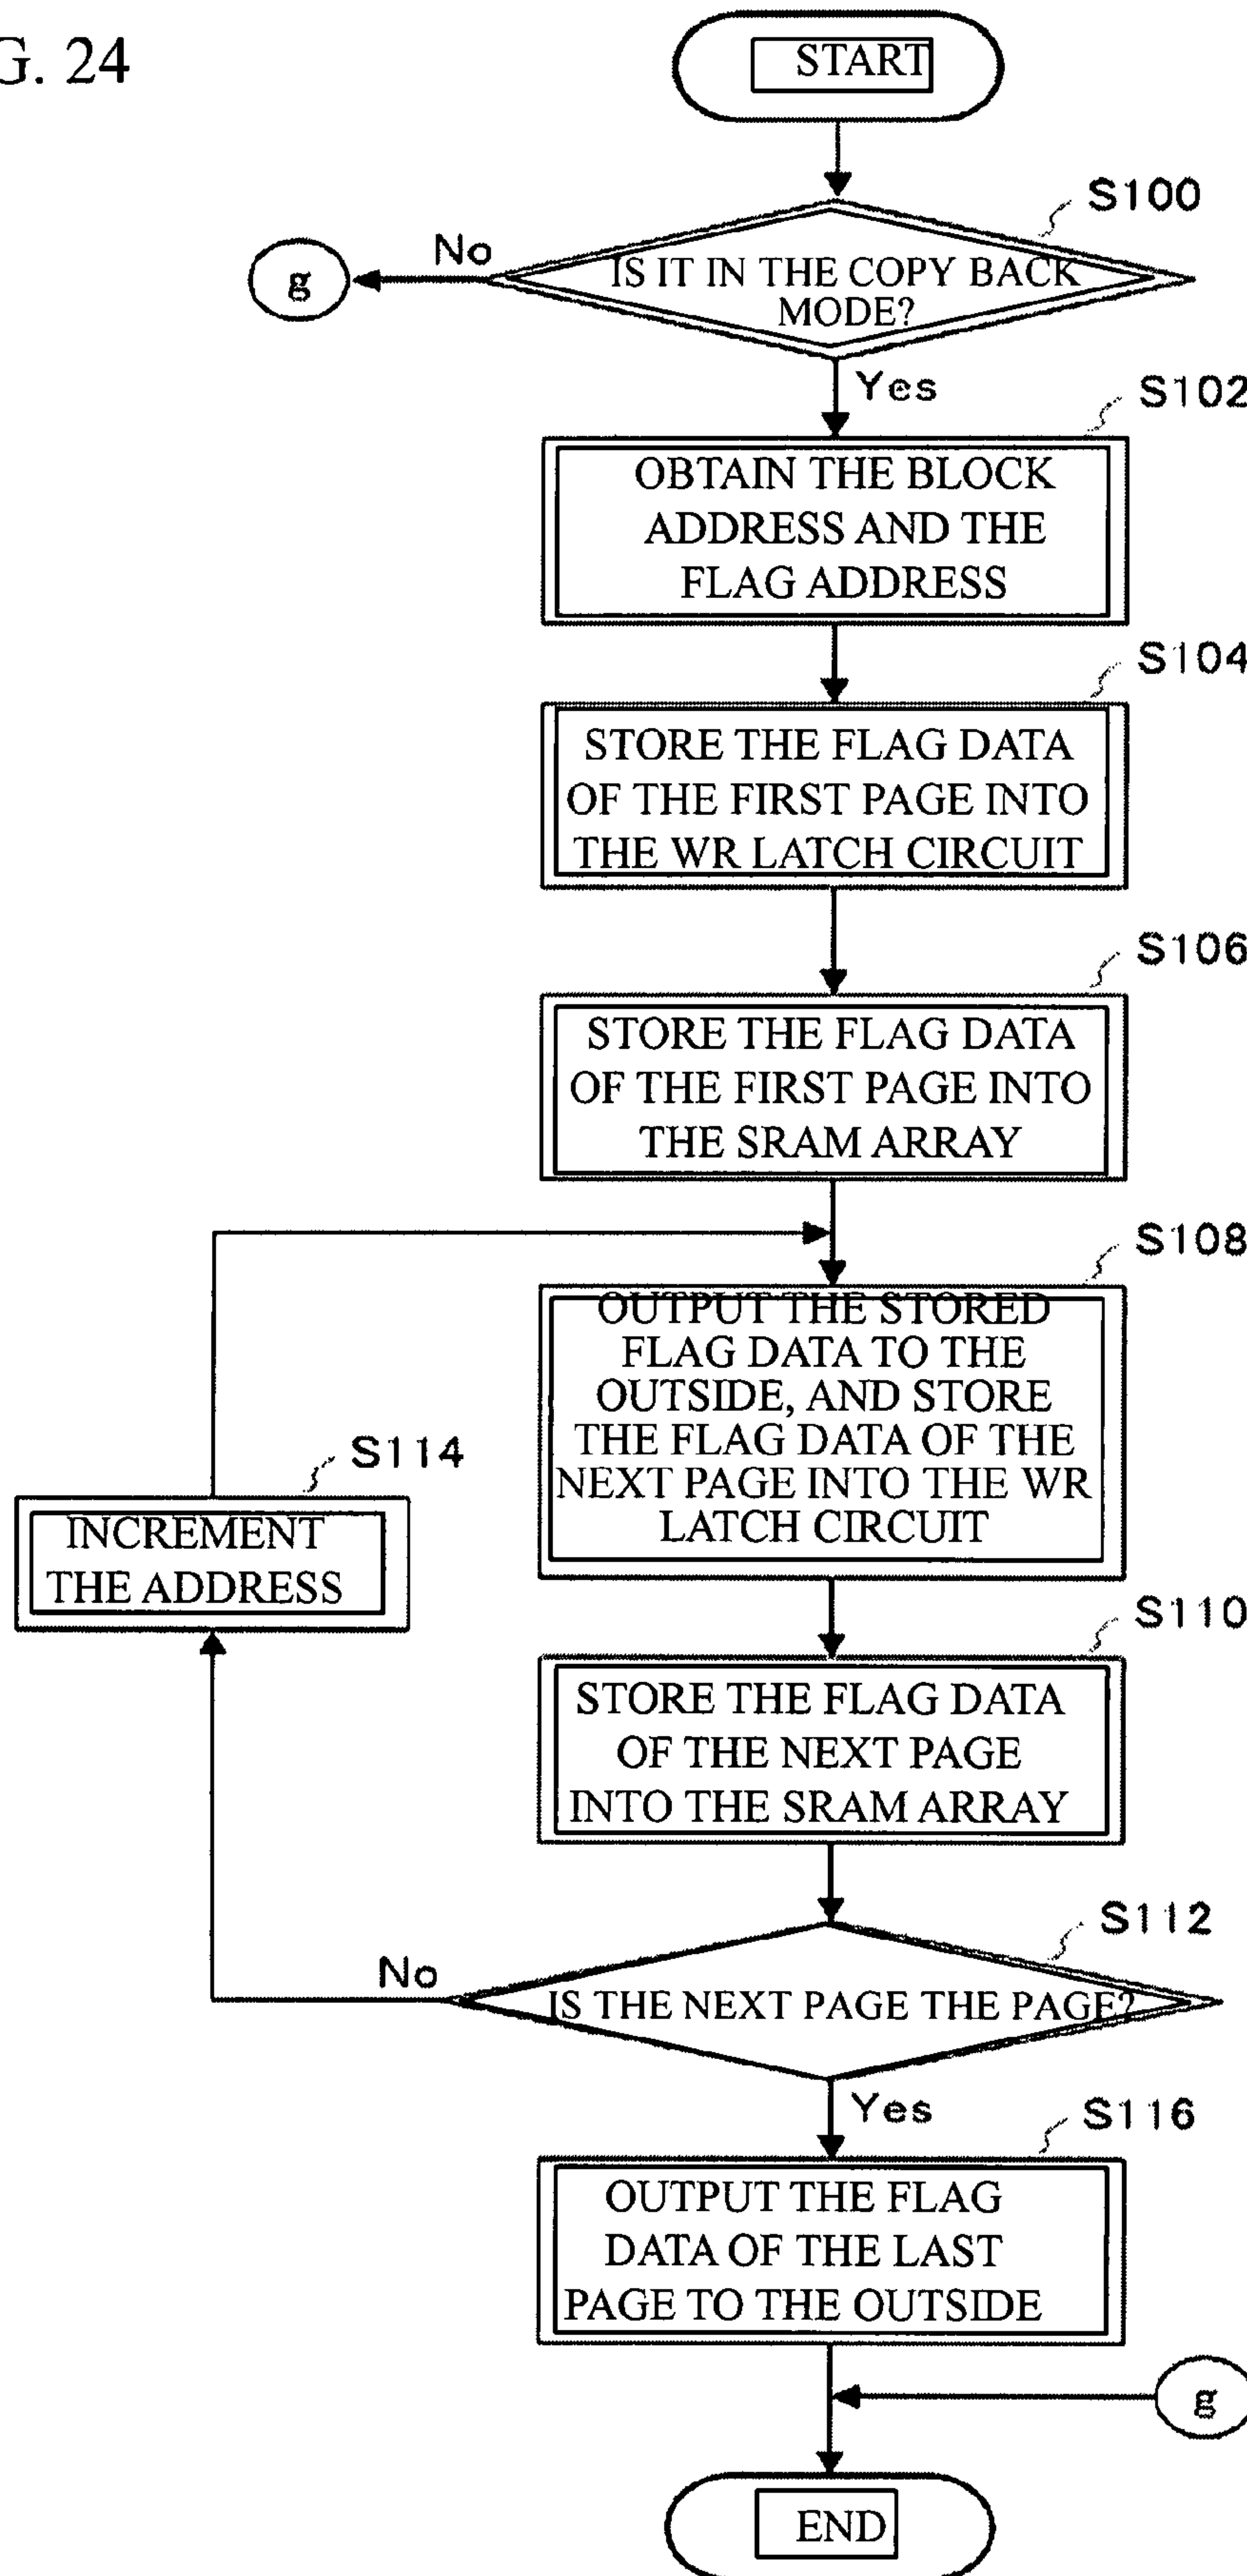 G. 24
START
S100
No
g
IS IT IN THE COPY BACK
MODE?
Yes
S102
OBTAIN THE BLOCK
ADDRESS AND THE
FLAG ADDRESS
S104
STORE THE FLAG DATA
OF THE FIRST PAGE INTO
THE WR LATCH CIRCUIT
S106
STORE THE FLAG DATA
OF THE FIRST PAGE INTO
THE SRAM ARRAY
S108
OUTPUT THE STORED
FLAG DATA TO THE
OUTSIDE, AND STORE
THE FLAG DATA OF THE
NEXT PAGE INTO THE WR
LATCH CIRCUIT
S114
INCREMENT
THE ADDRESS
S110
STORE THE FLAG DATA
OF THE NEXT PAGE
INTO THE SRAM ARRAY
S112
No
IS THE NEXT PAGE THE PAGE?
Yes
S116
OUTPUT THE FLAG
DATA OF THE LAST
PAGE TO THE OUTSIDE
g
END